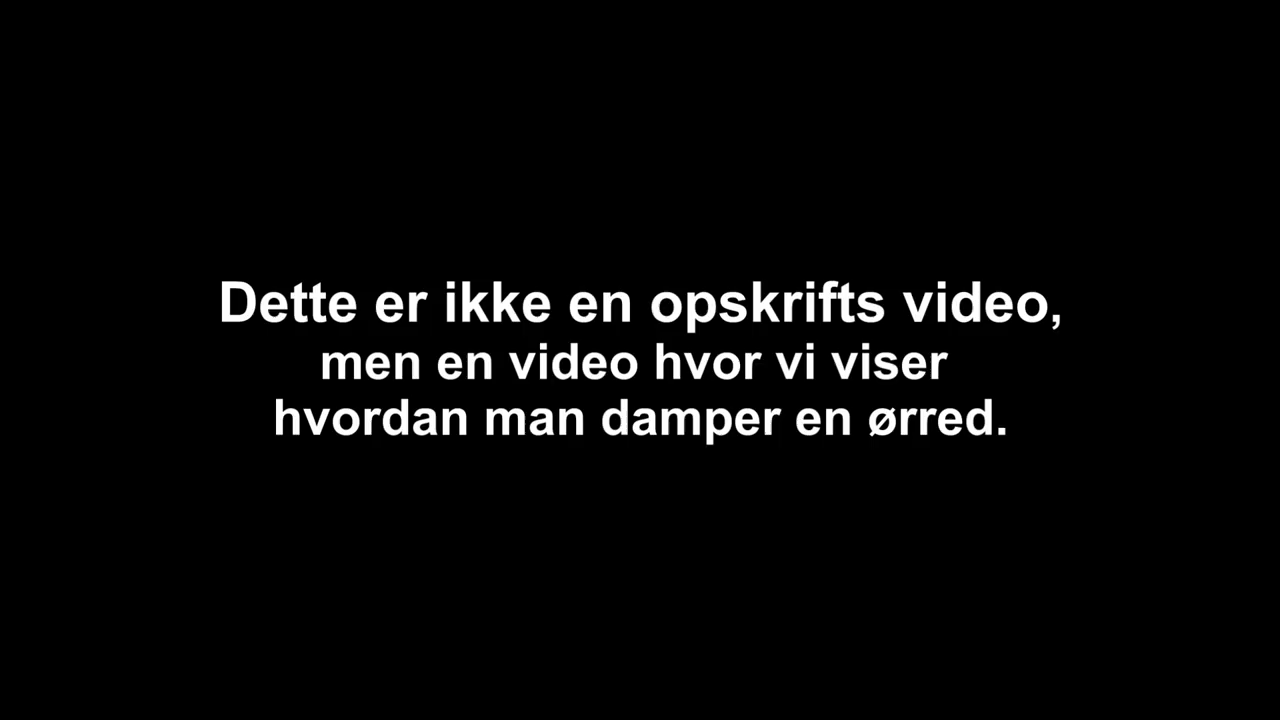 Dette er ikke en opskrifts video,
men en video hvor vi viser
hvordan man damper en ørred.